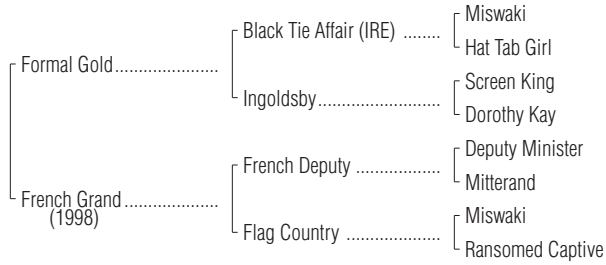 Miswaki
Black Tie Affair (IRE) ........
Hat Tab Girl
Formal Gold......................
Screen King
Ingoldsby..........................
Dorothy Kay
Deputy Minister
French Deputy ..................
Mitterand
French Grand....................
(1998)
Miswaki
Flag Country ....................
Ransomed Captive